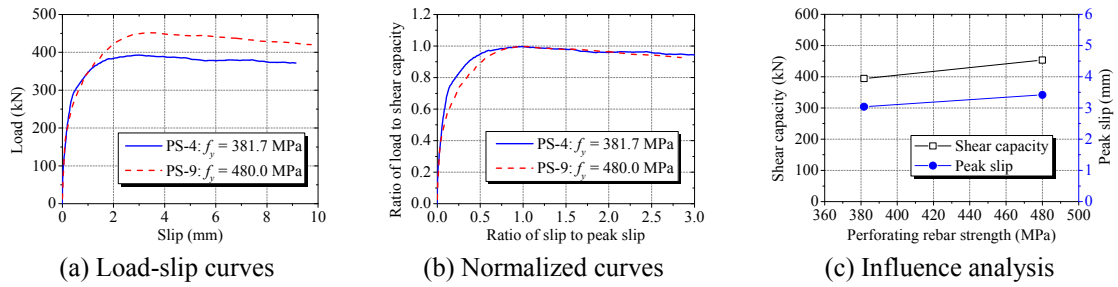 500
400
300
200
100
0
Load (kN)
PS-4: f_y = 381.7 MPa
PS-9: f_y = 480.0 MPa
0 2 4 6 8 10
Slip (mm)
(a) Load-slip curves
1.2
1.0
0.8
0.6
0.4
0.2
0.0
Ratio of load to shear capacity
PS-4: f_y = 381.7 MPa
PS-9: f_y = 480.0 MPa
0.0 0.5 1.0 1.5 2.0 2.5 3.0
Ratio of slip to peak slip
(b) Normalized curves
600
500
400
300
200
100
0
Shear capacity (kN)
Shear capacity
Peak slip
6
5
4
3
2
1
0
Peak slip (mm)
360 380 400 420 440 460 480 500
Perforating rebar strength (MPa)
(c) Influence analysis